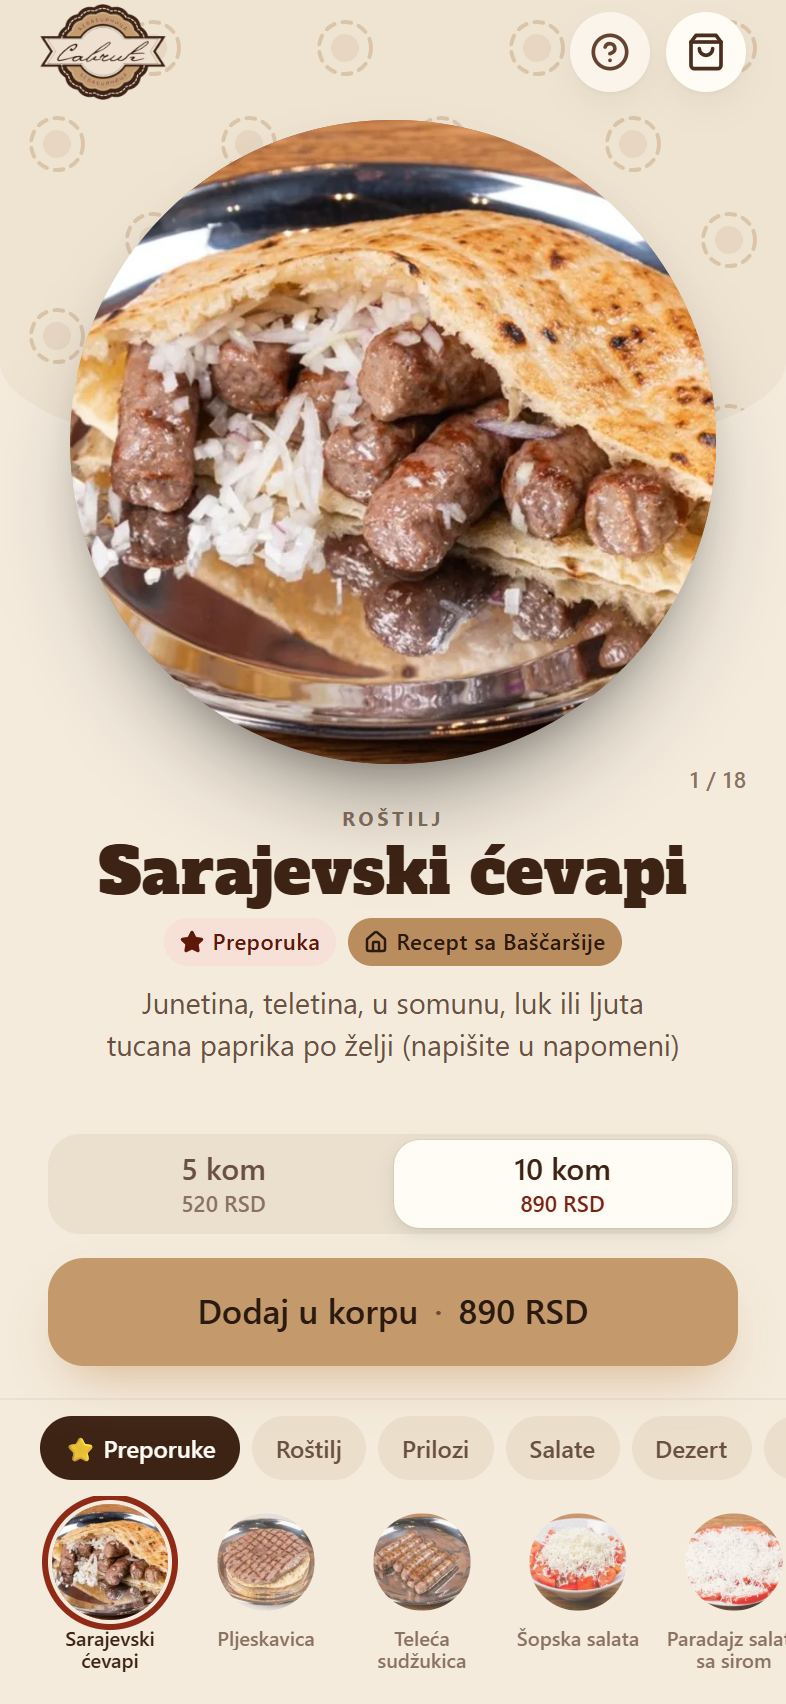 Cabruk
1 / 18
ROŠTILJ
Sarajevski ćevapi
Preporuka
Recept sa Baščaršije
Junetina, teletina, u somunu, luk ili ljuta
tucana paprika po želji (napišite u napomeni)
5 kom
520 RSD
10 kom
890 RSD
Dodaj u korpu · 890 RSD
Preporuke
Roštilj
Prilozi
Salate
Dezert
Sarajevski
ćevapi
Pljeskavica
Teleća
sudžukica
Šopska salata
Paradajz salat
sa sirom